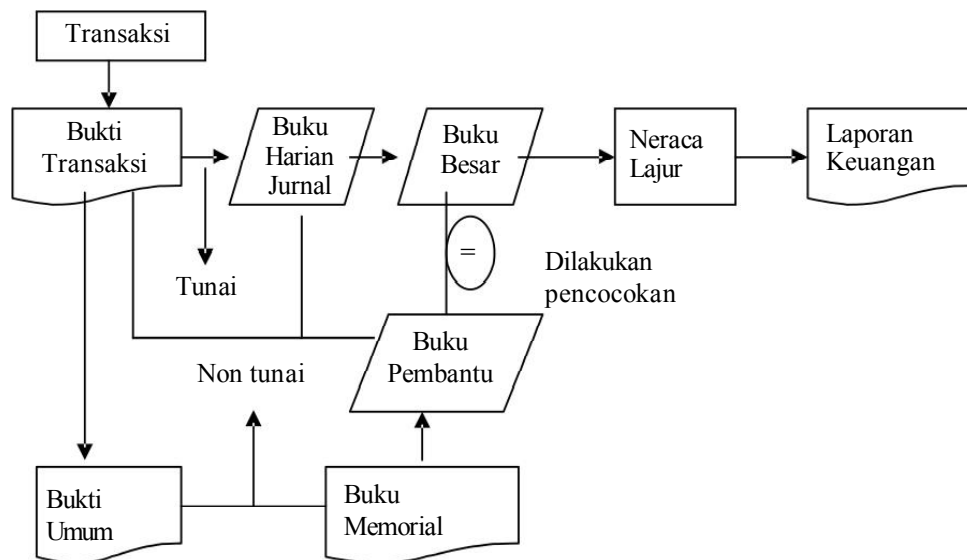 Transaksi
Bukti
Transaksi
Buku
Harian
Jurnal
Buku
Besar
Neraca
Lajur
Laporan
Keuangan
Tunai
=
Dilakukan
pencocokan
Non tunai
Buku
Pembantu
Bukti
Umum
Buku
Memorial